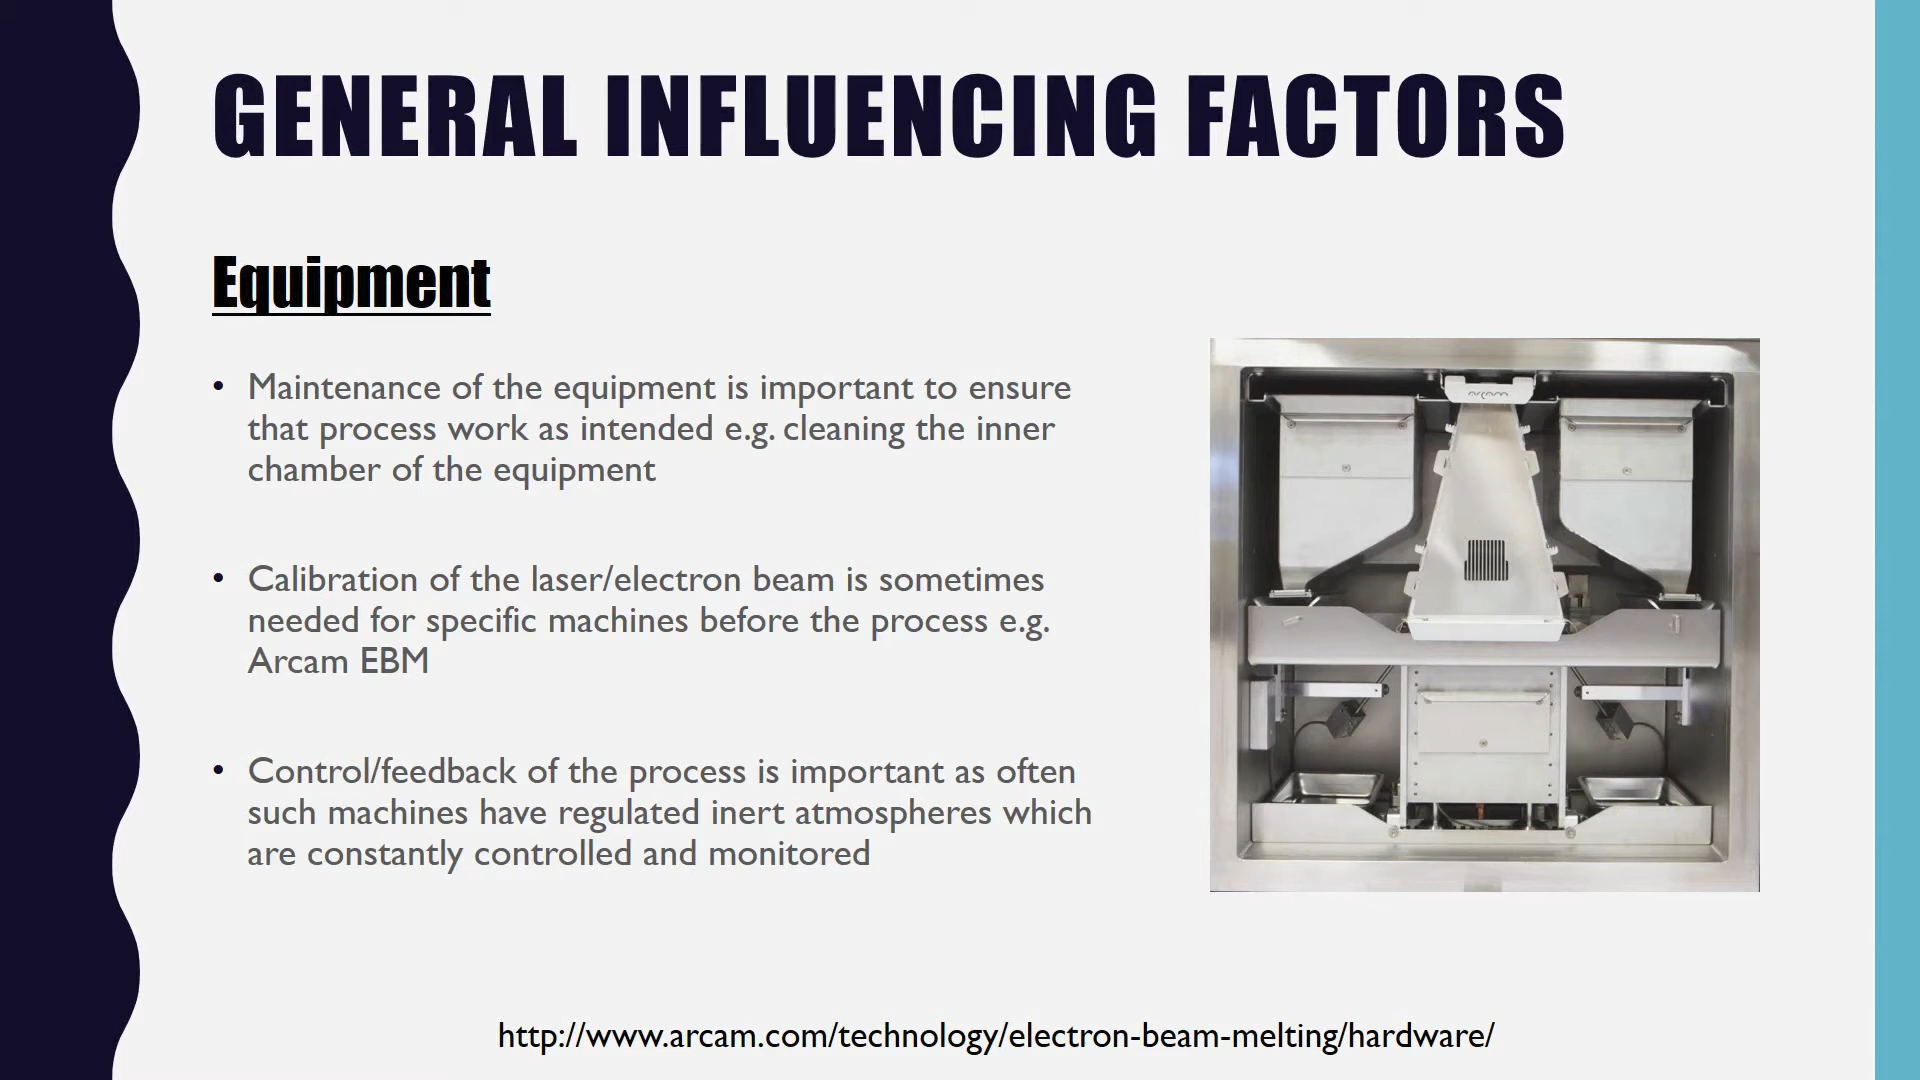 GENERAL INFLUENCING FACTORS
Equipment
• Maintenance of the equipment is important to ensure
that process work as intended e.g. cleaning the inner
chamber of the equipment
• Calibration of the laser/electron beam is sometimes
needed for specific machines before the process e.g.
Arcam EBM
• Control/feedback of the process is important as often
such machines have regulated inert atmospheres which
are constantly controlled and monitored
arcam
http://www.arcam.com/technology/electron-beam-melting/hardware/